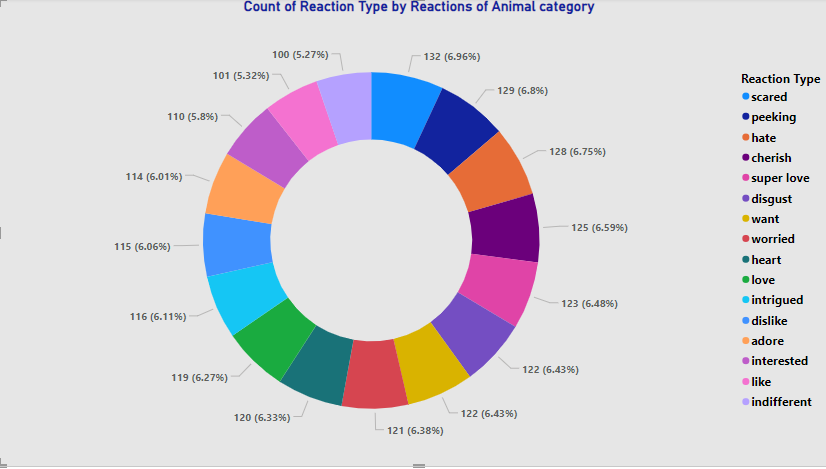 Count of Reaction Type by Reactions of Animal category
100 (5.27%)
132 (6.96%)
101 (5.32%)
129 (6.8%)
110 (5.8%)
128 (6.75%)
114 (6.01%)
125 (6.59%)
115 (6.06%)
123 (6.48%)
116 (6.11%)
122 (6.43%)
119 (6.27%)
122 (6.43%)
120 (6.33%)
121 (6.38%)
Reaction Type
scared
peeking
hate
cherish
super love
disgust
want
worried
heart
love
intrigued
dislike
adore
interested
like
indifferent